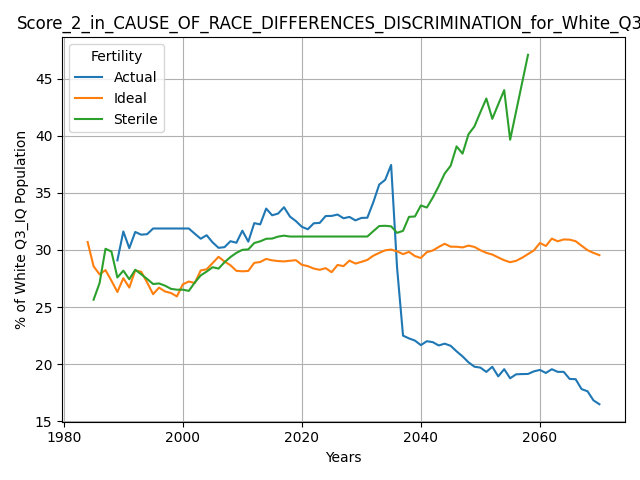 Score_2_in_CAUSE_OF_RACE_DIFFERENCES_DISCRIMINATION_for_White_Q3
Fertility
Actual
Ideal
Sterile
% of White Q3_IQ Population
45
40
35
30
25
20
15
1980
2000
2020
2040
2060
Years